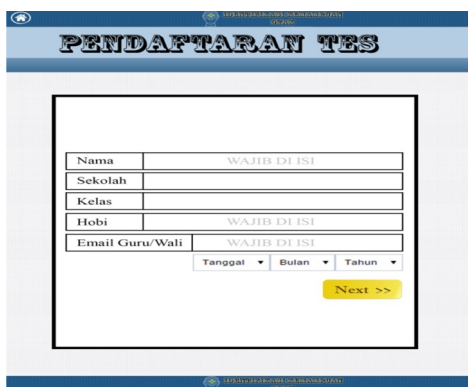 PENDAFTARAN TES
Nama WAJIB DI ISI
Sekolah
Kelas
Hobi WAJIB DI ISI
Email Guru/Wali WAJIB DI ISI
Tanggal Bulan Tahun
Next >>